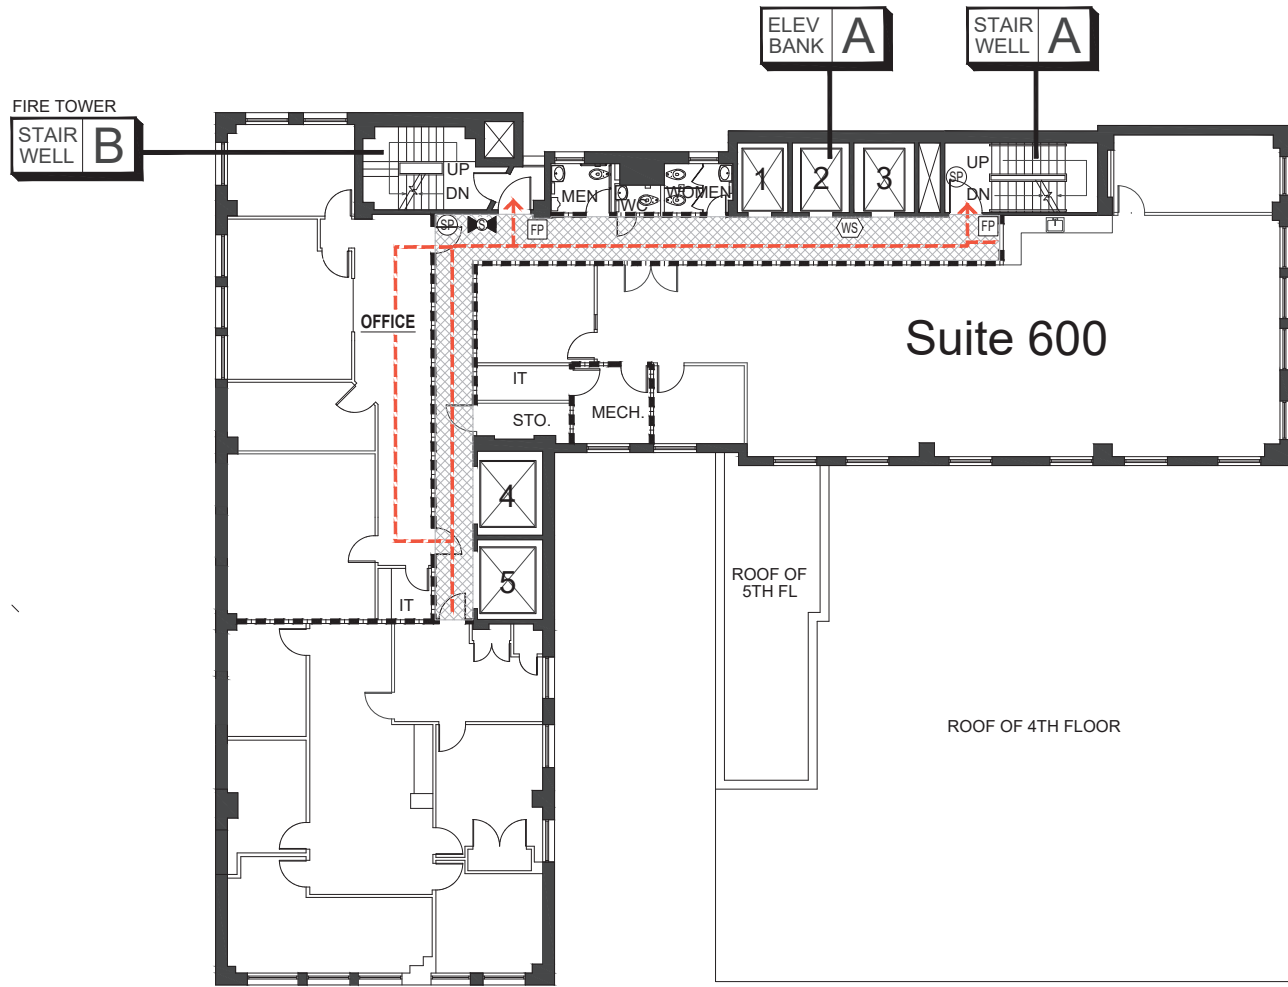 ELEV
BANK
A
STAIR
WELL
A
FIRE TOWER
STAIR
WELL
B
UP
DN
MEN
WC
WOMEN
1
2
3
UP
SP
DN
SP
S
FP
WS
FP
OFFICE
Suite 600
IT
STO.
MECH.
4
5
IT
ROOF OF
5TH FL
ROOF OF 4TH FLOOR